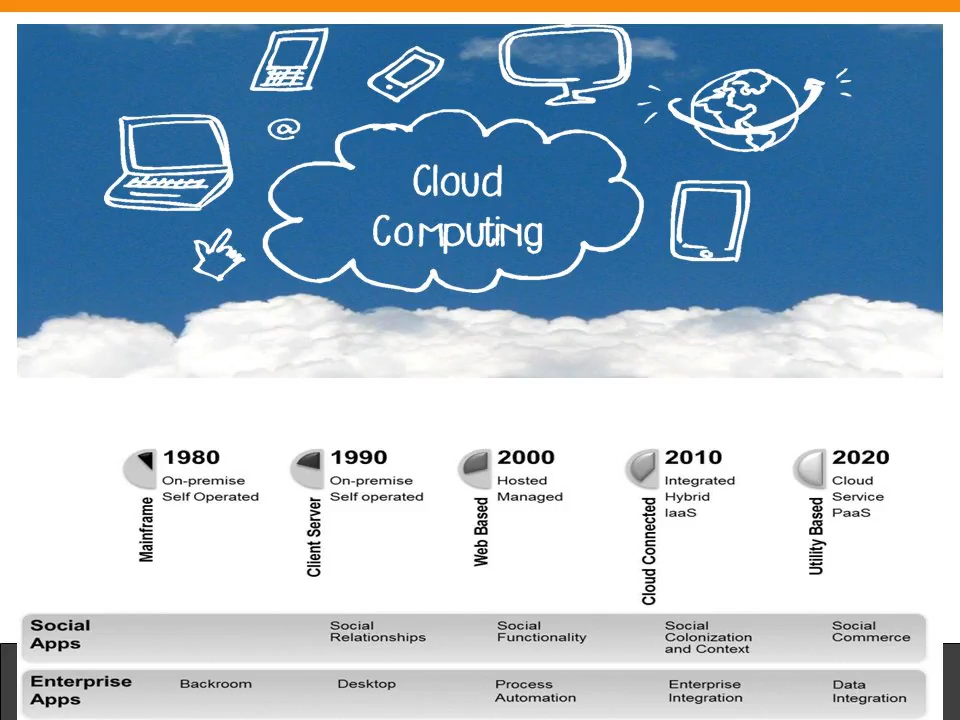 @
Cloud
Computing
1980
On-premise
Self Operated
Mainframe
1990
On-premise
Self operated
Client Server
2000
Hosted
Managed
Web Based
2010
Integrated
Hybrid
IaaS
Cloud Connected
2020
Cloud
Service
PaaS
Utility Based
Social
Apps
Social
Relationships
Social
Functionality
Social
Colonization
and Context
Social
Commerce
Enterprise
Apps
Backroom
Desktop
Process
Automation
Enterprise
Integration
Data
Integration